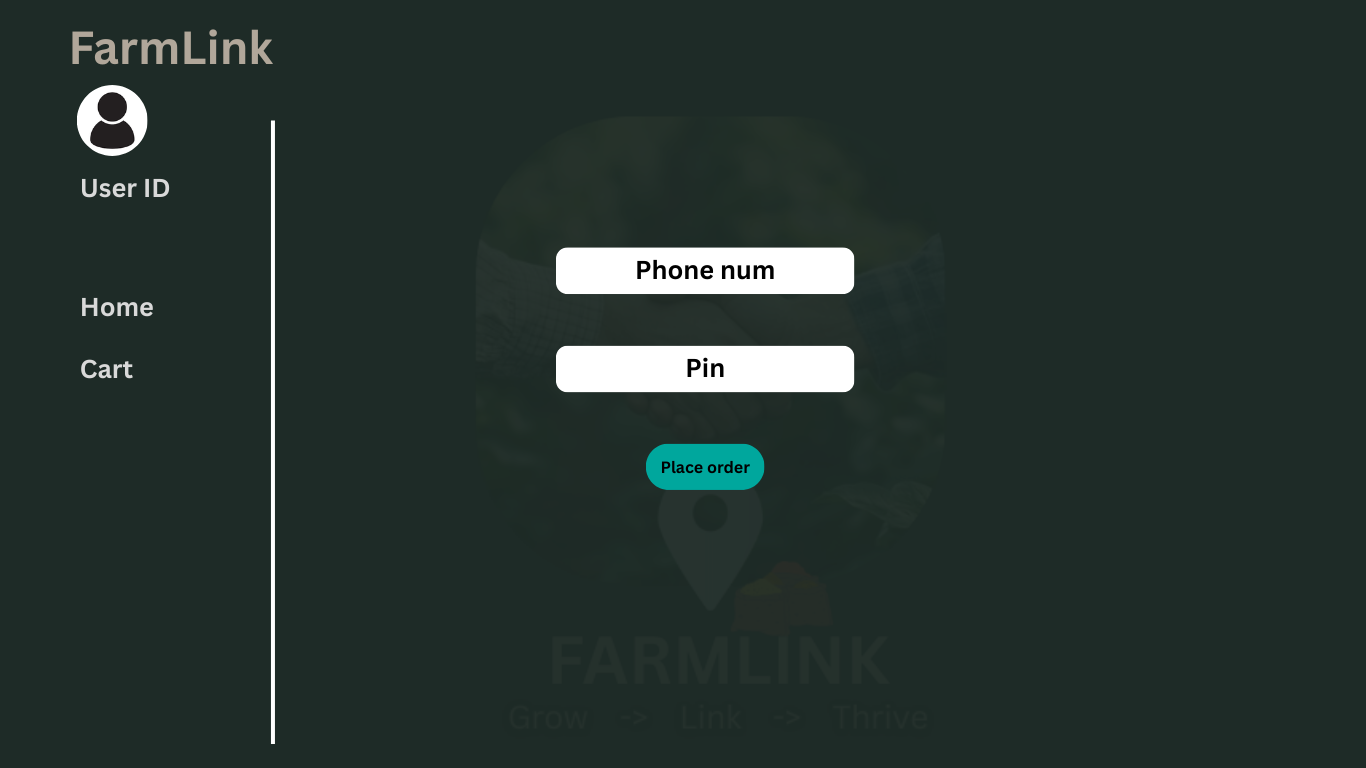 FarmLink
User ID
Home
Cart
Phone num
Pin
Place order
FARMLINK
Grow -> Link -> Thrive